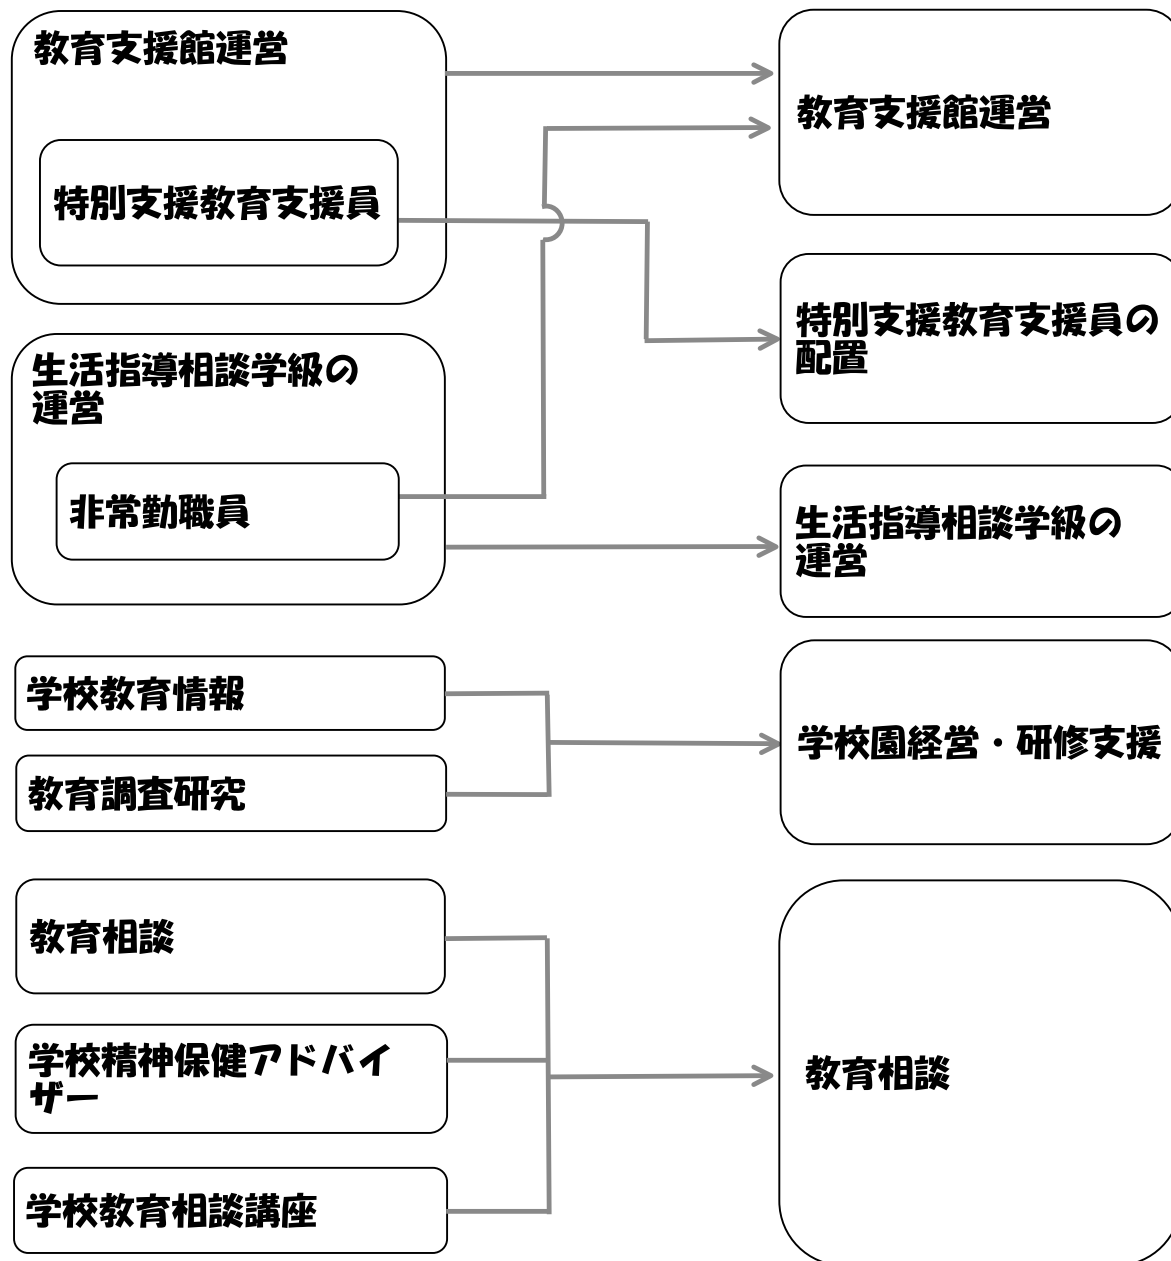 教育支援館運営
特別支援教育支援員
生活指導相談学級の
運営
非常勤職員
学校教育情報
教育調査研究
教育相談
学校精神保健アドバイ
ザー
学校教育相談講座
教育支援館運営
特別支援教育支援員の
配置
生活指導相談学級の
運営
学校園経営・研修支援
教育相談